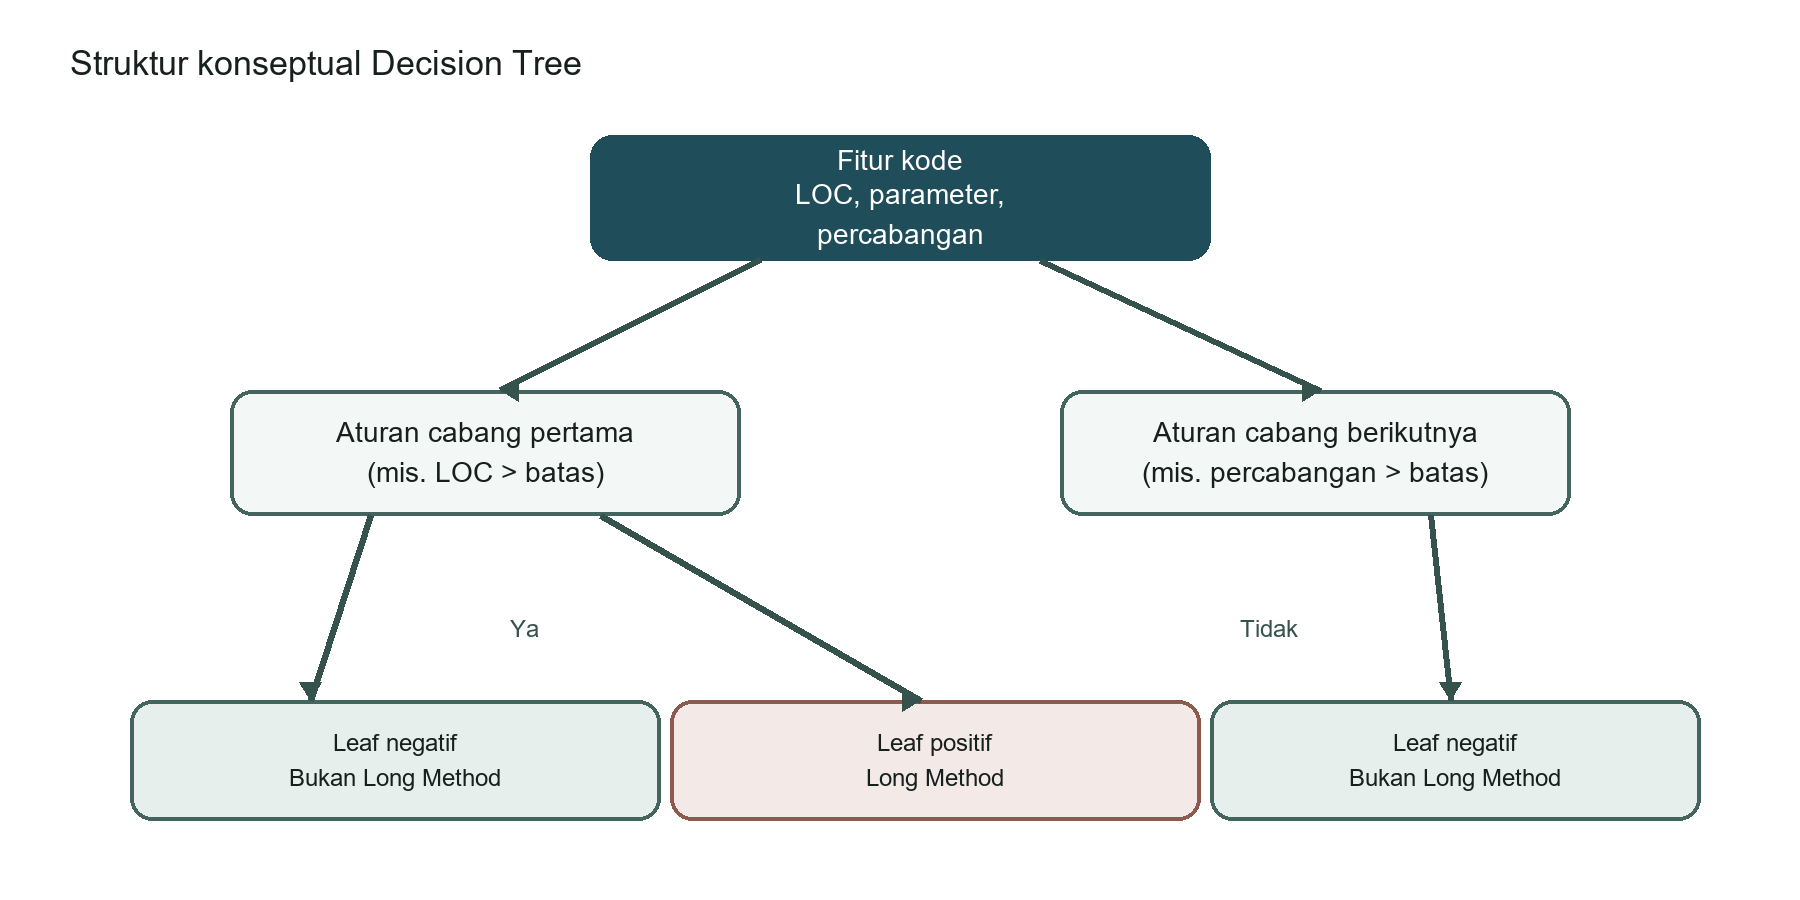 Struktur konseptual Decision Tree
Fitur kode
LOC, parameter,
percabangan
Aturan cabang pertama
(mis. LOC > batas)
Aturan cabang berikutnya
(mis. percabangan > batas)
Ya
Tidak
Leaf negatif
Bukan Long Method
Leaf positif
Long Method
Leaf negatif
Bukan Long Method